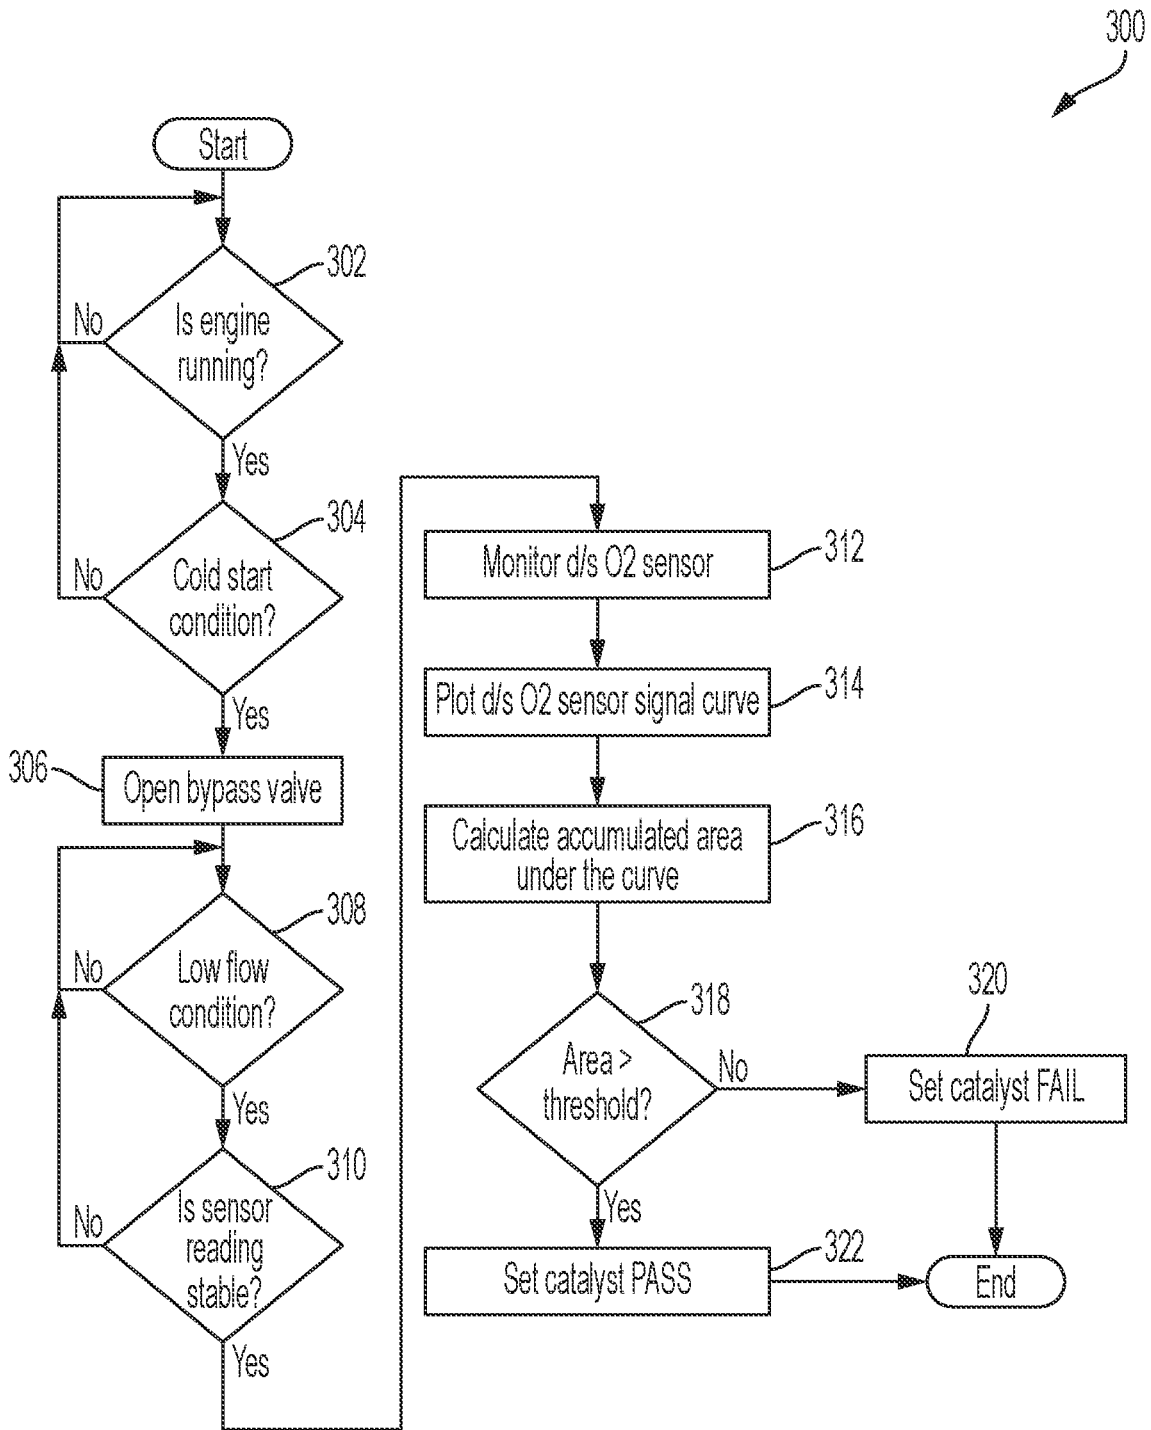 300
Start
302
No
Is engine
running?
Yes
304
No
Cold start
condition?
Yes
306
Open bypass valve
308
No
Low flow
condition?
Yes
310
No
Is sensor
reading
stable?
Yes
312
Monitor d/s O2 sensor
314
Plot d/s O2 sensor signal curve
316
Calculate accumulated area
under the curve
318
Area >
threshold?
No
320
Set catalyst FAIL
Yes
322
Set catalyst PASS
End